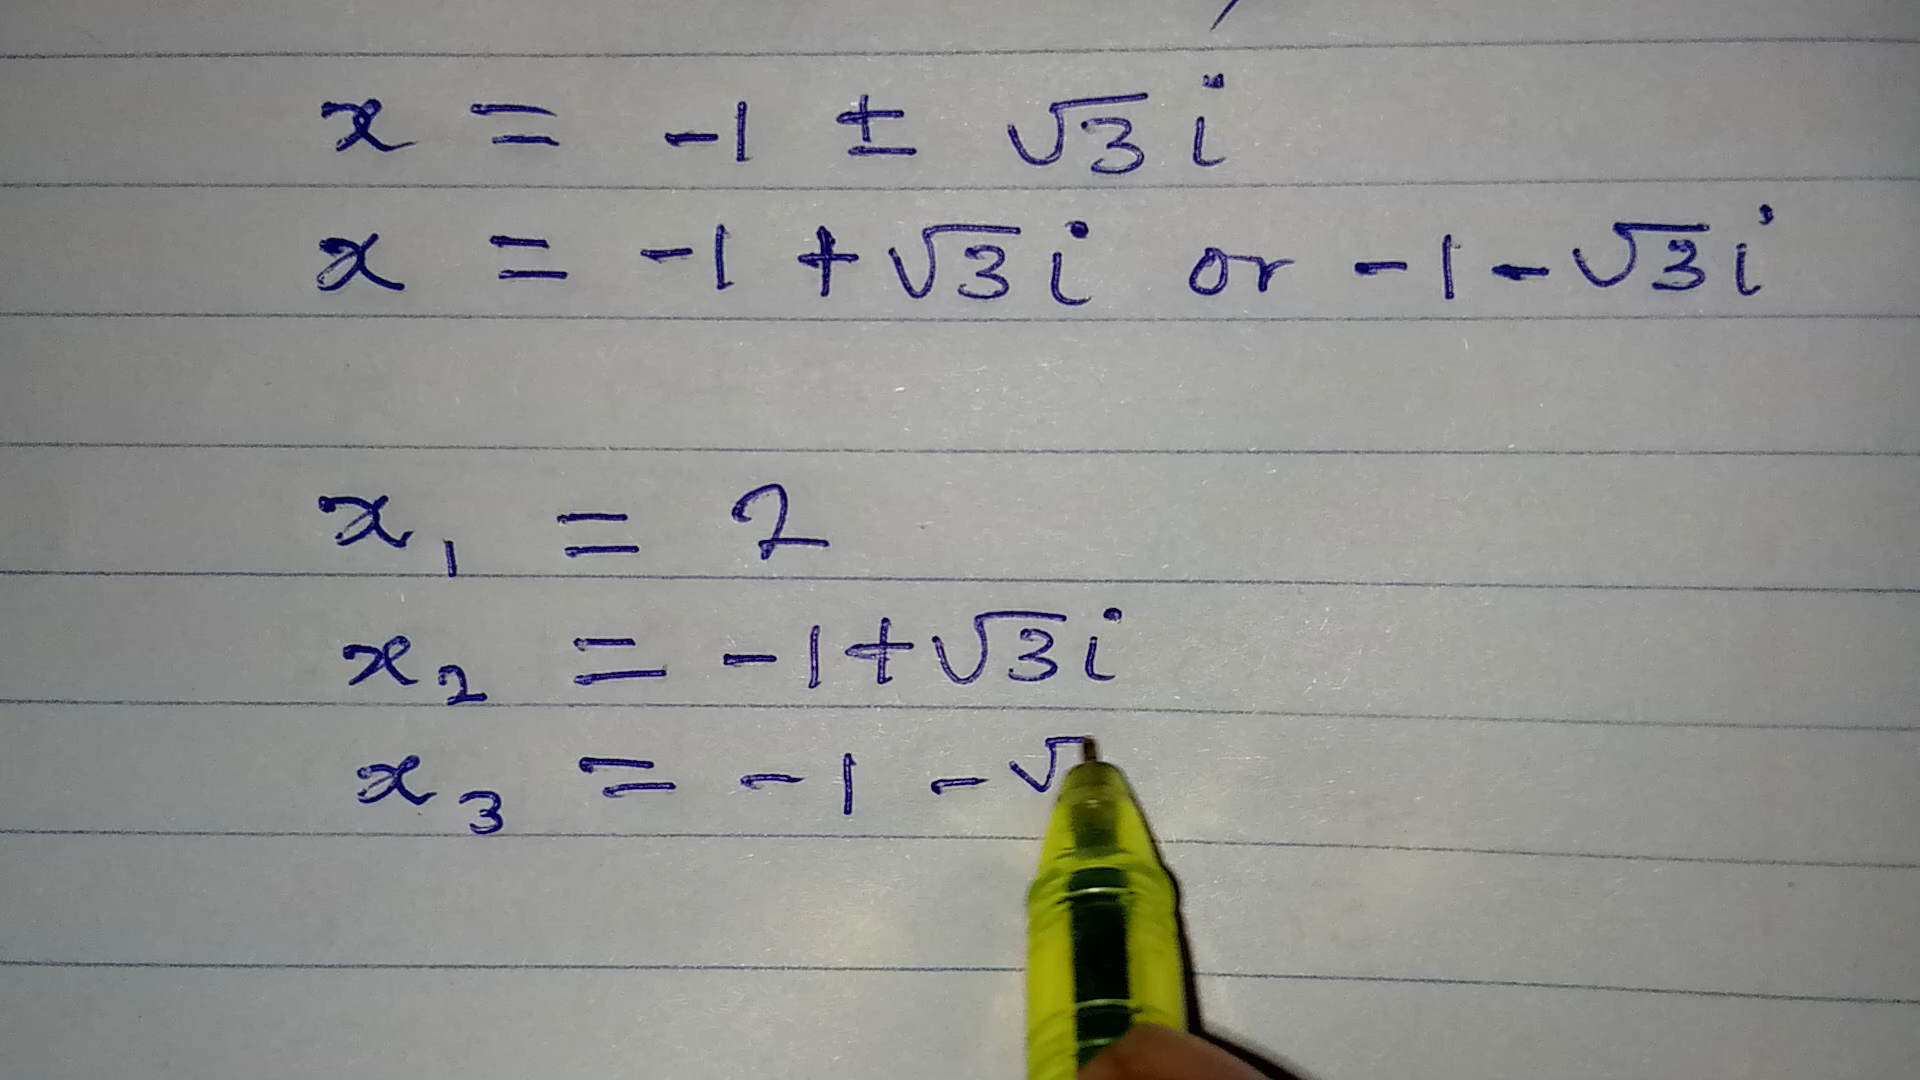 x = -1 ± √3 i
x = -1 + √3 i or -1 - √3 i
x₁ = 2
x₂ = -1 + √3 i
x₃ = -1 - √